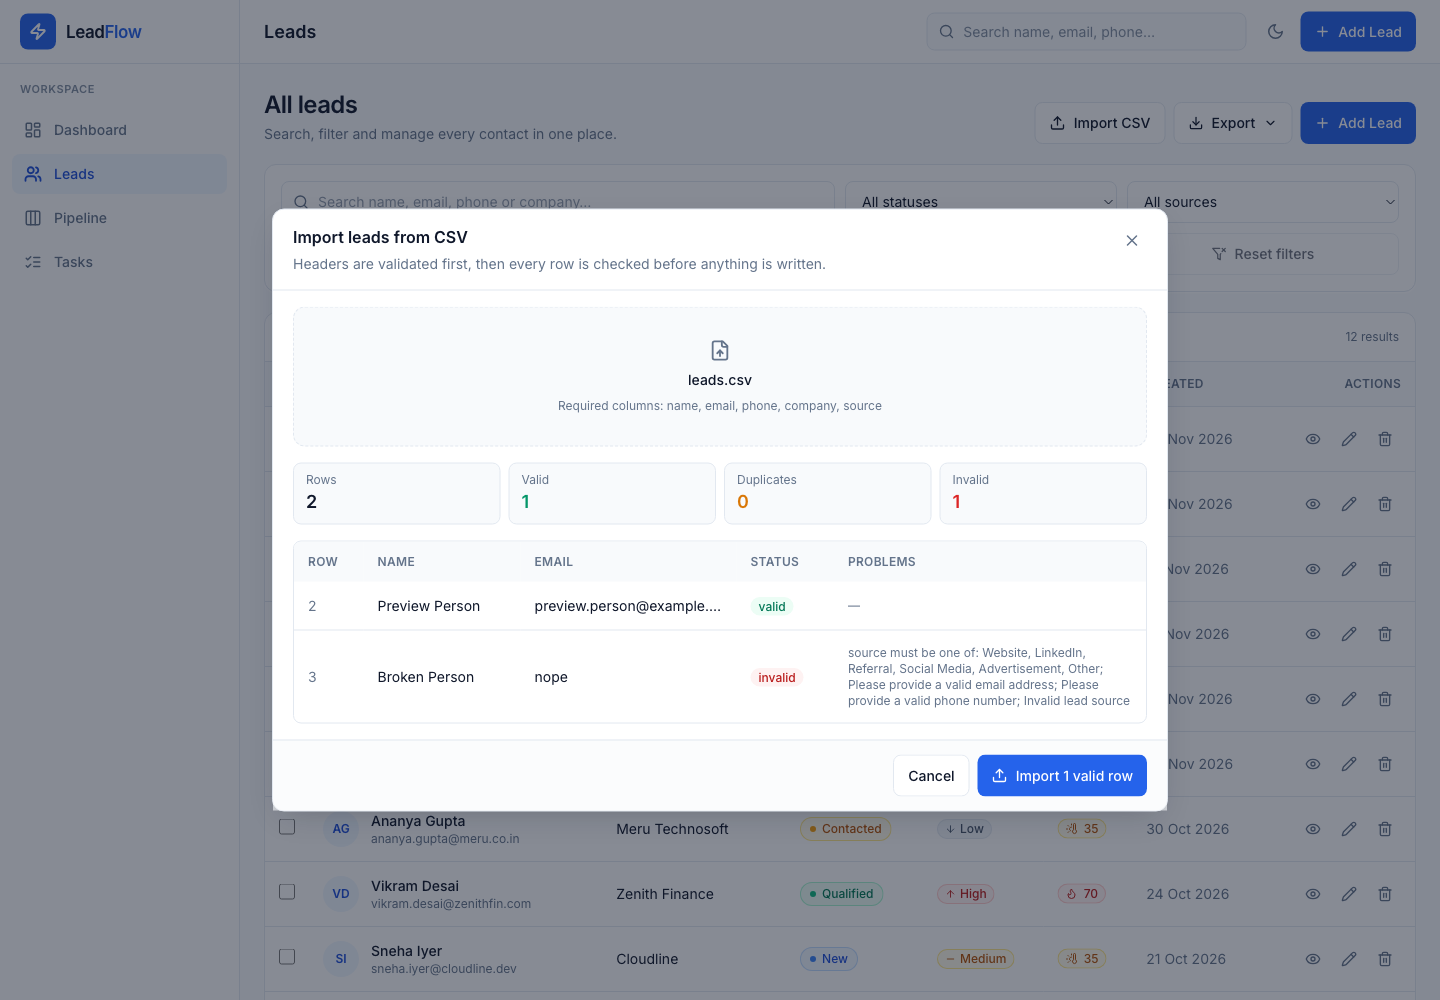 LeadFlow
Leads
Search name, email, phone...
Add Lead
WORKSPACE
Dashboard
Leads
Pipeline
Tasks
All leads
Search, filter and manage every contact in one place.
Import CSV
Export
Add Lead
Search name, email, phone or company...
All statuses
All sources
Reset filters
12 results
Import leads from CSV
Headers are validated first, then every row is checked before anything is written.
leads.csv
Required columns: name, email, phone, company, source
Rows
2
Valid
1
Duplicates
0
Invalid
1
ROW NAME EMAIL STATUS PROBLEMS
2 Preview Person preview.person@example.... valid —
3 Broken Person nope invalid
source must be one of: Website, LinkedIn,
Referral, Social Media, Advertisement, Other;
Please provide a valid email address; Please
provide a valid phone number; Invalid lead source
Cancel
Import 1 valid row
EATED ACTIONS
Nov 2026
Nov 2026
Nov 2026
Nov 2026
Nov 2026
Nov 2026
AG Ananya Gupta Meru Technosoft Contacted Low 35 30 Oct 2026
ananya.gupta@meru.co.in
VD Vikram Desai Zenith Finance Qualified High 70 24 Oct 2026
vikram.desai@zenithfin.com
SI Sneha Iyer Cloudline New Medium 35 21 Oct 2026
sneha.iyer@cloudline.dev